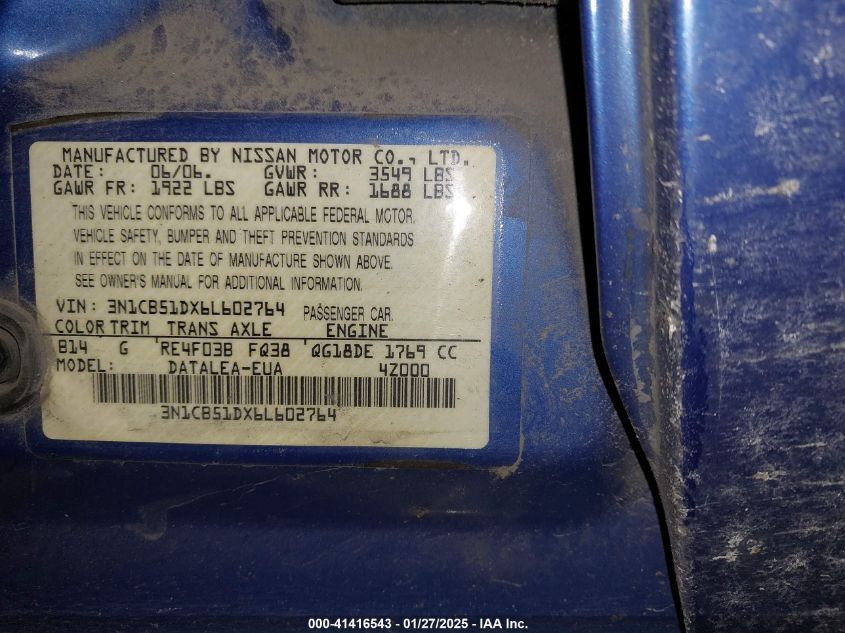 MANUFACTURED BY NISSAN MOTOR CO., LTD.
DATE: 06/06. GVWR: 3549 LBS
GAWR FR: 1922 LBS GAWR RR: 1688 LBS
THIS VEHICLE CONFORMS TO ALL APPLICABLE FEDERAL MOTOR
VEHICLE SAFETY, BUMPER AND THEFT PREVENTION STANDARDS
IN EFFECT ON THE DATE OF MANUFACTURE SHOWN ABOVE.
SEE OWNER'S MANUAL FOR ADDITIONAL INFORMATION.
VIN: 3N1CB51DX6L602764 PASSENGER CAR.
COLOR TRIM TRANS AXLE ENGINE
B14 G RE4F03B FQ38 QG18DE 1769 CC
MODEL: DATALEA-EUA 4Z000
3N1CB51DX6L602764
000-41416543 — 01/27/2025 — IAA Inc.